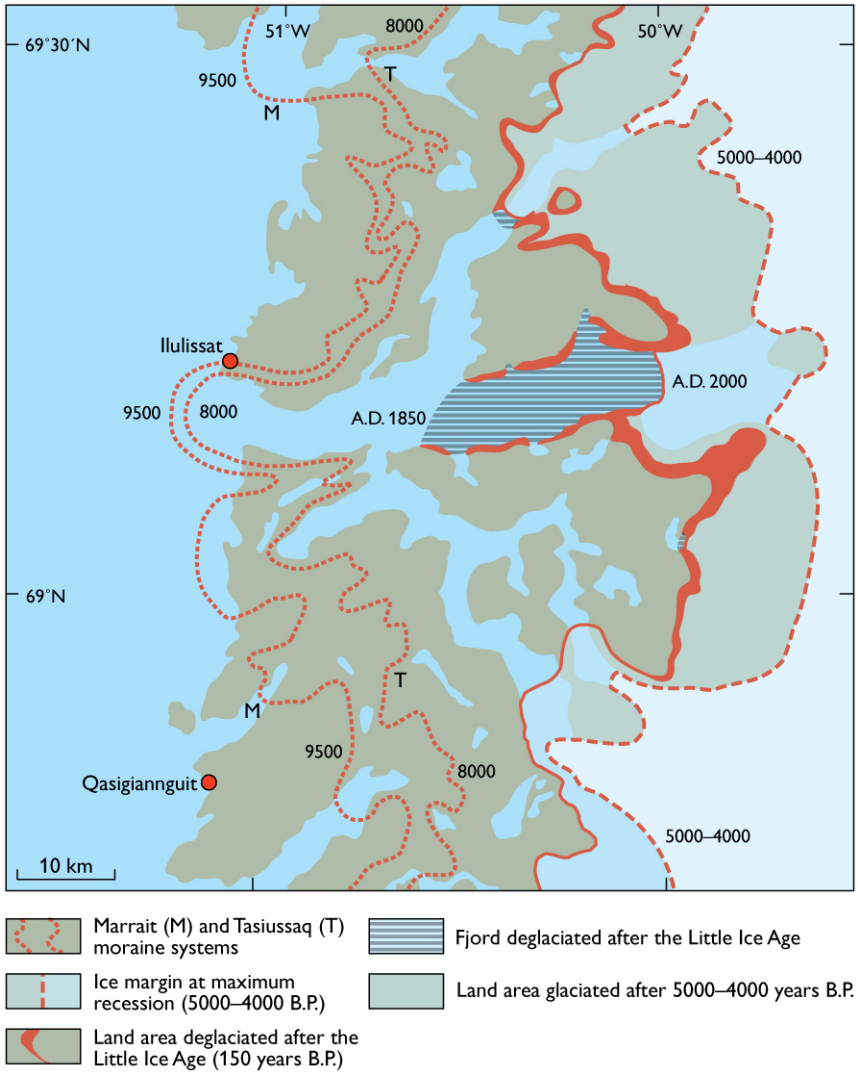 51°W
8000
50°W
69°30´N
9500
T
M
5000–4000
Ilulissat
A.D. 2000
9500
8000
A.D. 1850
69°N
T
M
9500
8000
Qasigiannguit
5000–4000
10 km
Marrait (M) and Tasiussaq (T)
moraine systems
Fjord deglaciated after the Little Ice Age
Ice margin at maximum
recession (5000–4000 B.P.)
Land area glaciated after 5000–4000 years B.P.
Land area deglaciated after the
Little Ice Age (150 years B.P.)